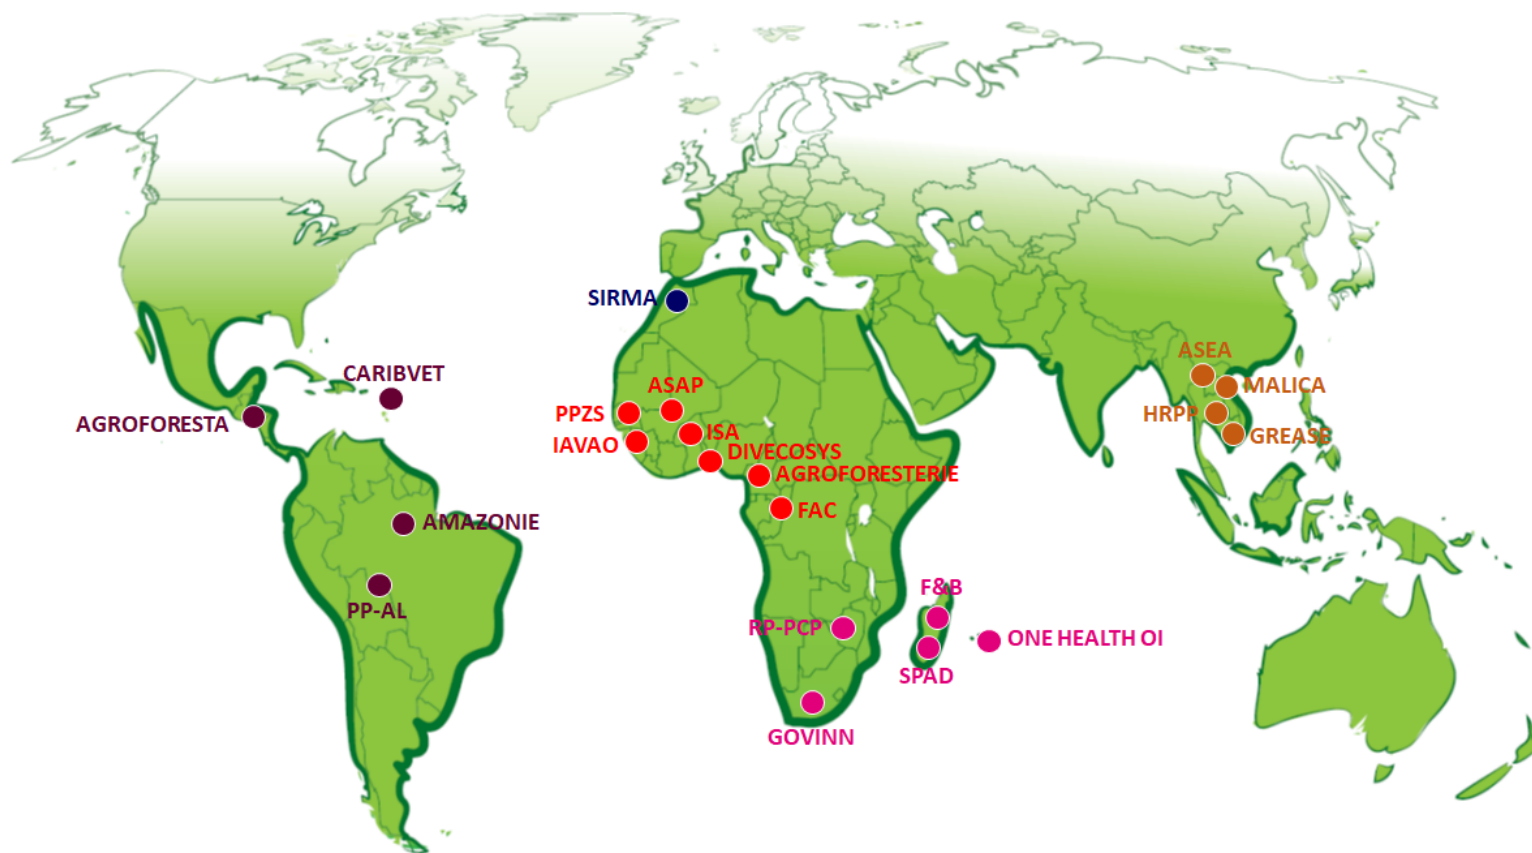 SIRMA
ASEA
CARIBVET
ASAP
MALICA
PPZS
HRPP
AGROFORESTA
ISA
GREASE
IAVAO
DIVECOSYS
AGROFORESTERIE
FAC
AMAZONIE
F&B
PP-AL
RP-PCP
ONE HEALTH OI
SPAD
GOVINN